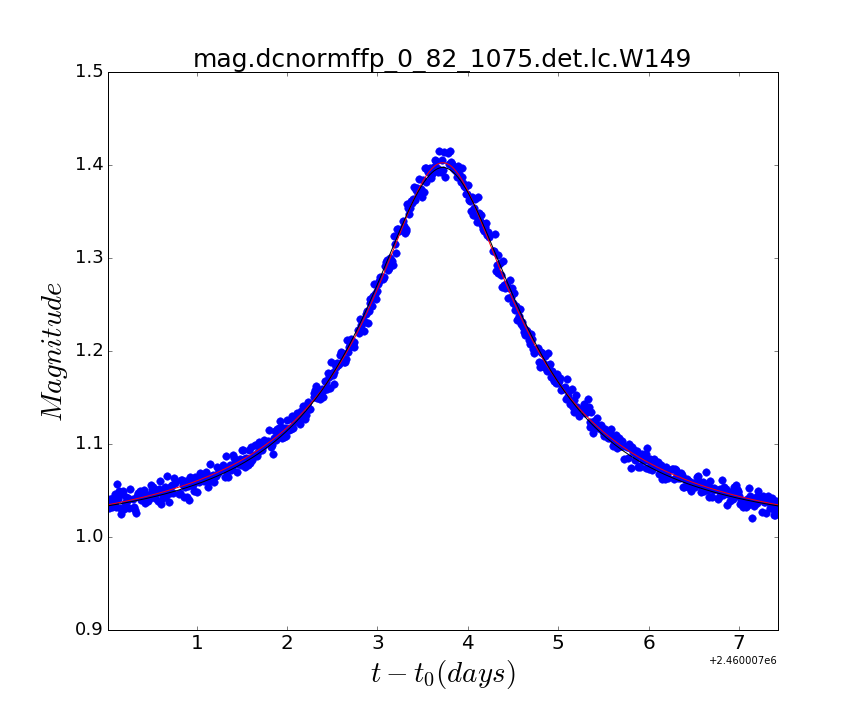 mag.dcnormffp_0_82_1075.det.lc.W149
1.5
1.4
1.3
1.2
1.1
1.0
0.9
Magnitude
1 2 3 4 5 6 7
+2.460007e6
t − t₀(days)